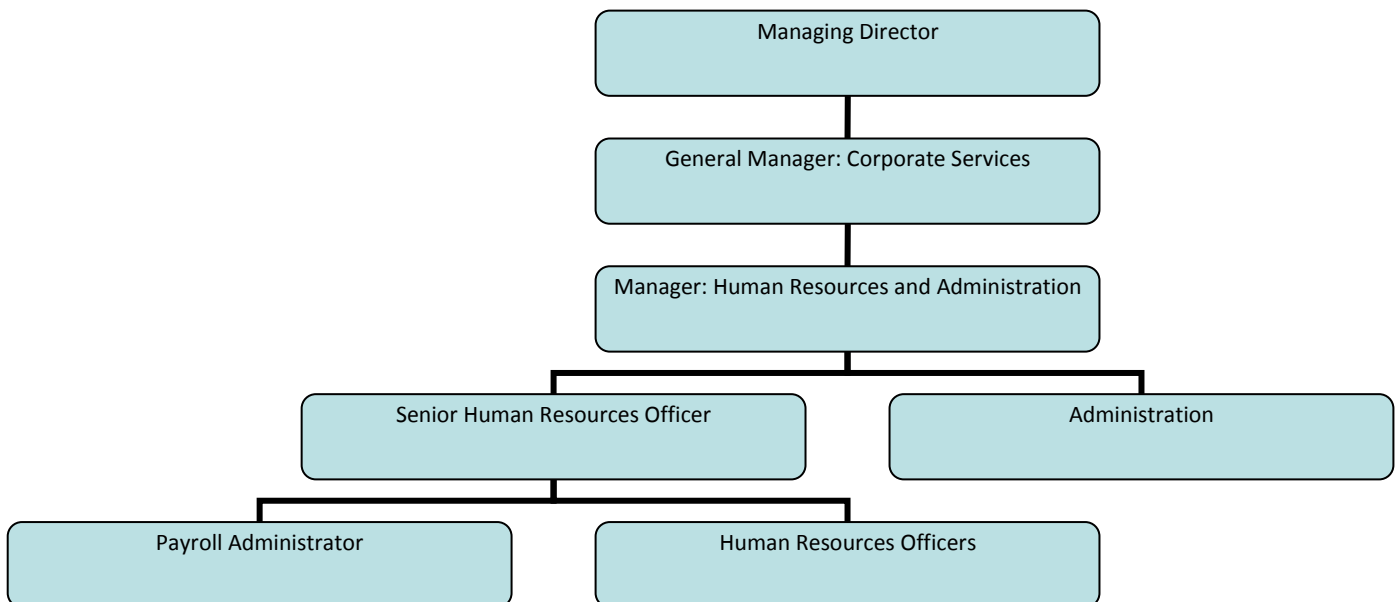 Managing Director
General Manager: Corporate Services
Manager: Human Resources and Administration
Senior Human Resources Officer
Administration
Payroll Administrator
Human Resources Officers